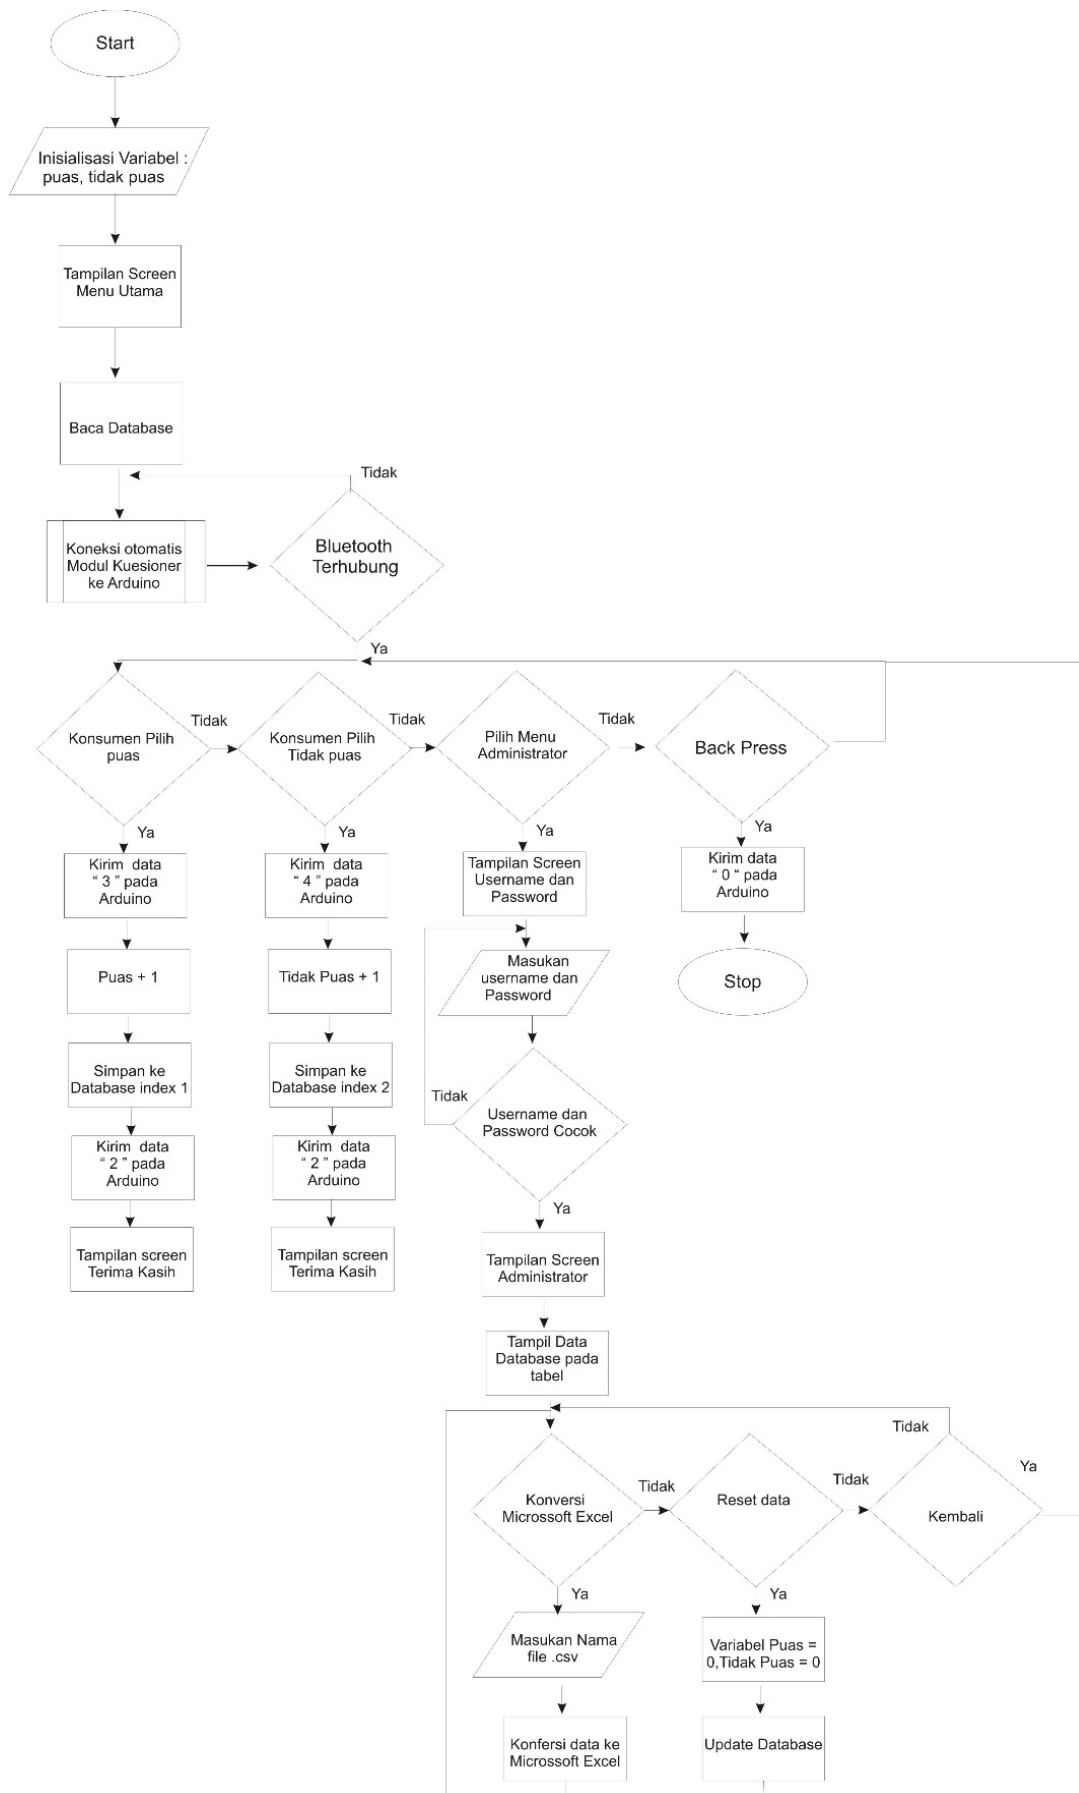 Start
Inisialisasi Variabel :
puas, tidak puas
Tampilan Screen
Menu Utama
Baca Database
Tidak
Koneksi otomatis
Modul Kuesioner
ke Arduino
Bluetooth
Terhubung
Ya
Konsumen Pilih
puas
Tidak
Konsumen Pilih
Tidak puas
Tidak
Pilih Menu
Administrator
Tidak
Back Press
Ya
Kirim data
“ 3 ” pada
Arduino
Puas + 1
Simpan ke
Database index 1
Kirim data
“ 2 ” pada
Arduino
Tampilan screen
Terima Kasih
Ya
Kirim data
“ 4 ” pada
Arduino
Tidak Puas + 1
Simpan ke
Database index 2
Kirim data
“ 2 ” pada
Arduino
Tampilan screen
Terima Kasih
Ya
Tampilan Screen
Username dan
Password
Masukan
username dan
Password
Tidak
Username dan
Password Cocok
Ya
Tampilan Screen
Administrator
Tampil Data
Database pada
tabel
Ya
Kirim data
“ 0 “ pada
Arduino
Stop
Konversi
Microssoft Excel
Tidak
Reset data
Tidak
Kembali
Tidak
Ya
Ya
Masukan Nama
file .csv
Konfersi data ke
Microssoft Excel
Ya
Variabel Puas =
0,Tidak Puas = 0
Update Database